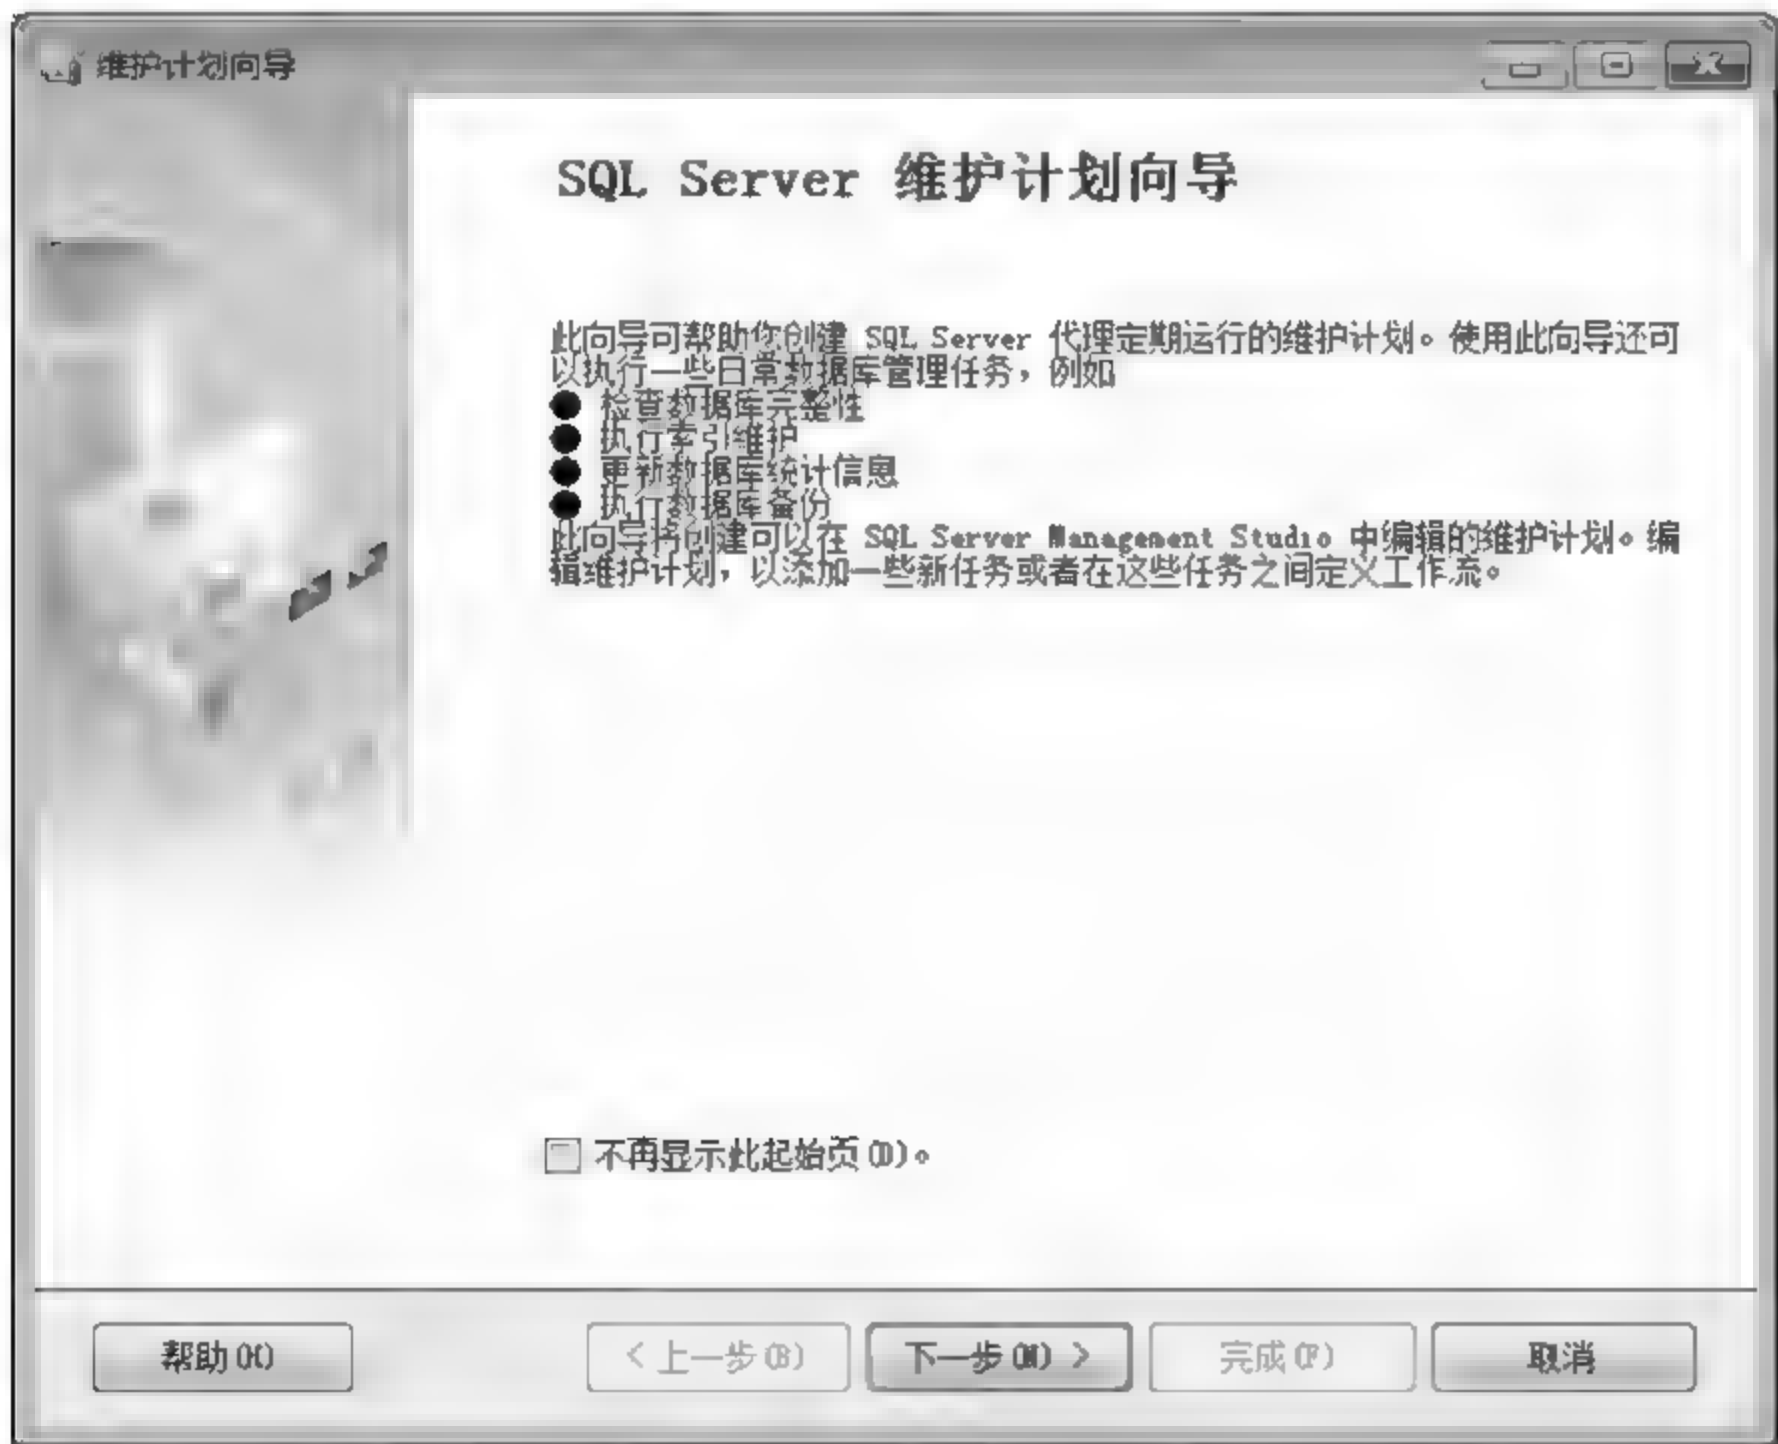 维护计划向导
SQL Server 维护计划向导
此向导可帮助你创建 SQL Server 代理定期运行的维护计划。使用此向导还可
以执行一些日常数据库管理任务，例如
● 检查数据库完整性
● 执行索引维护
● 更新数据库统计信息
● 执行数据库备份
此向导将创建可以在 SQL Server Management Studio 中编辑的维护计划。编
辑维护计划，以添加一些新任务或者在这些任务之间定义工作流。
不再显示此起始页(D)。
帮助(H)
< 上一步(B)
下一步(N) >
完成(F)
取消